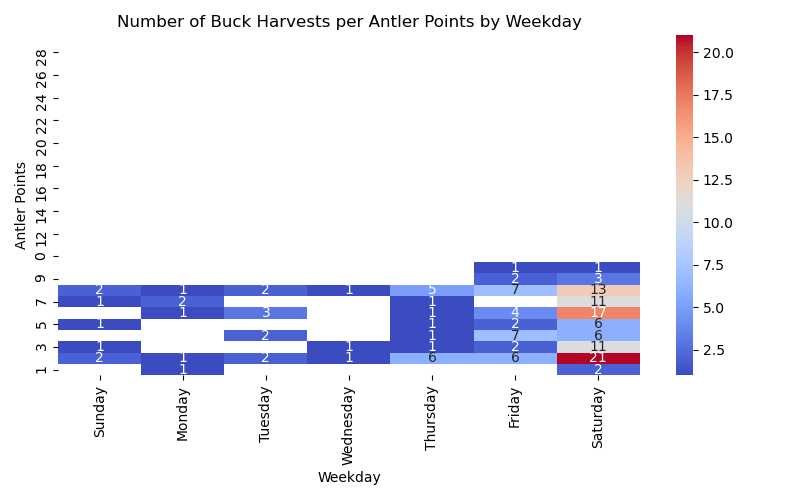 Number of Buck Harvests per Antler Points by Weekday
Antler Points
28
26
24
22
20
18
16
14
12
0
9
7
5
3
1
1 1
2 3
2 1 2 1 5 7 13
1 2 1 11
1 3 1 4 17
1 1 2 6
2 1 7 6
1 1 1 2 11
2 1 2 1 6 6 21
1 2
Sunday
Monday
Tuesday
Wednesday
Thursday
Friday
Saturday
Weekday
20.0
17.5
15.0
12.5
10.0
7.5
5.0
2.5